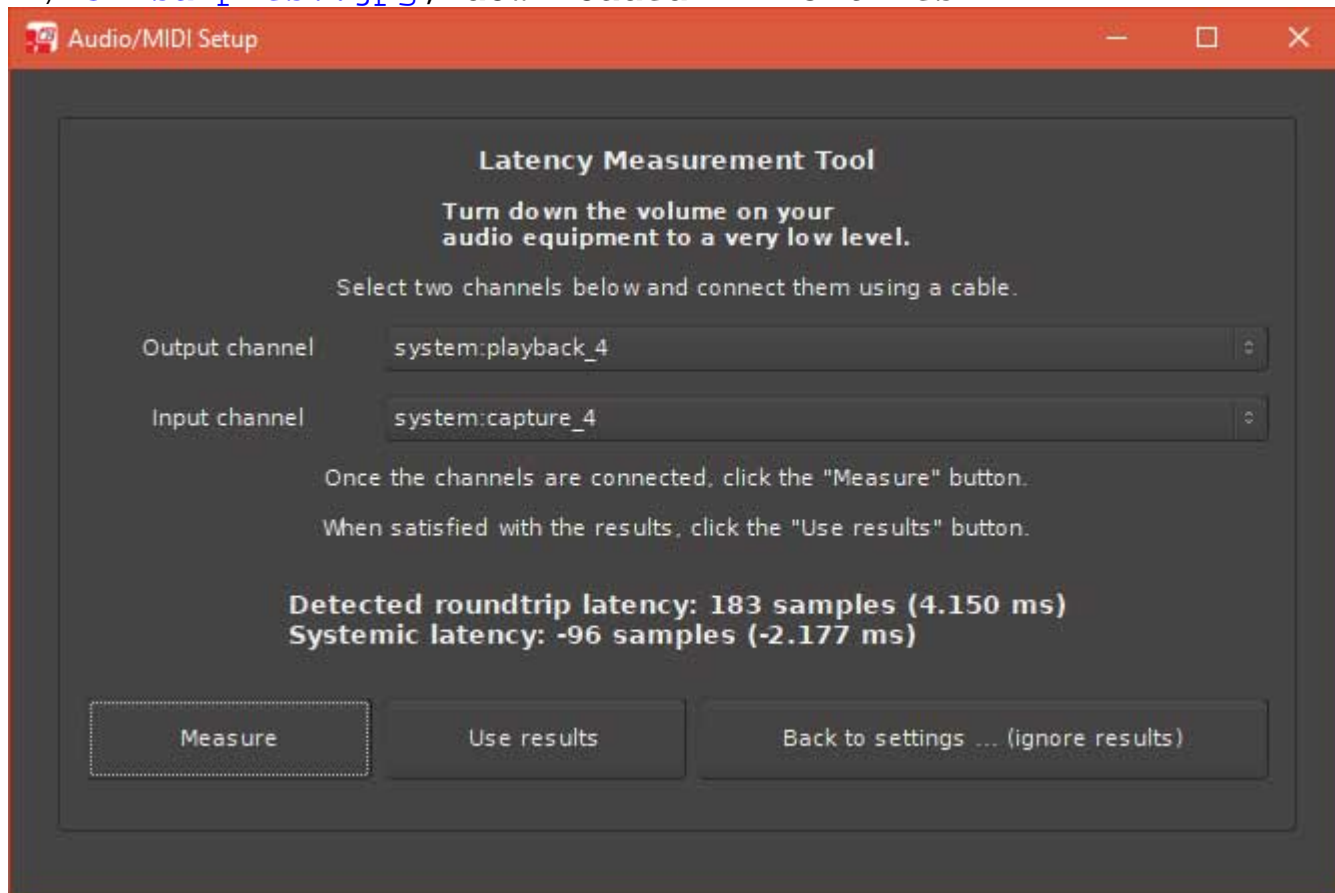 Audio/MIDI Setup
Latency Measurement Tool
Turn down the volume on your
audio equipment to a very low level.
Select two channels below and connect them using a cable.
Output channel system:playback_4
Input channel system:capture_4
Once the channels are connected, click the "Measure" button.
When satisfied with the results, click the "Use results" button.
Detected roundtrip latency: 183 samples (4.150 ms)
Systemic latency: -96 samples (-2.177 ms)
Measure Use results Back to settings ... (ignore results)